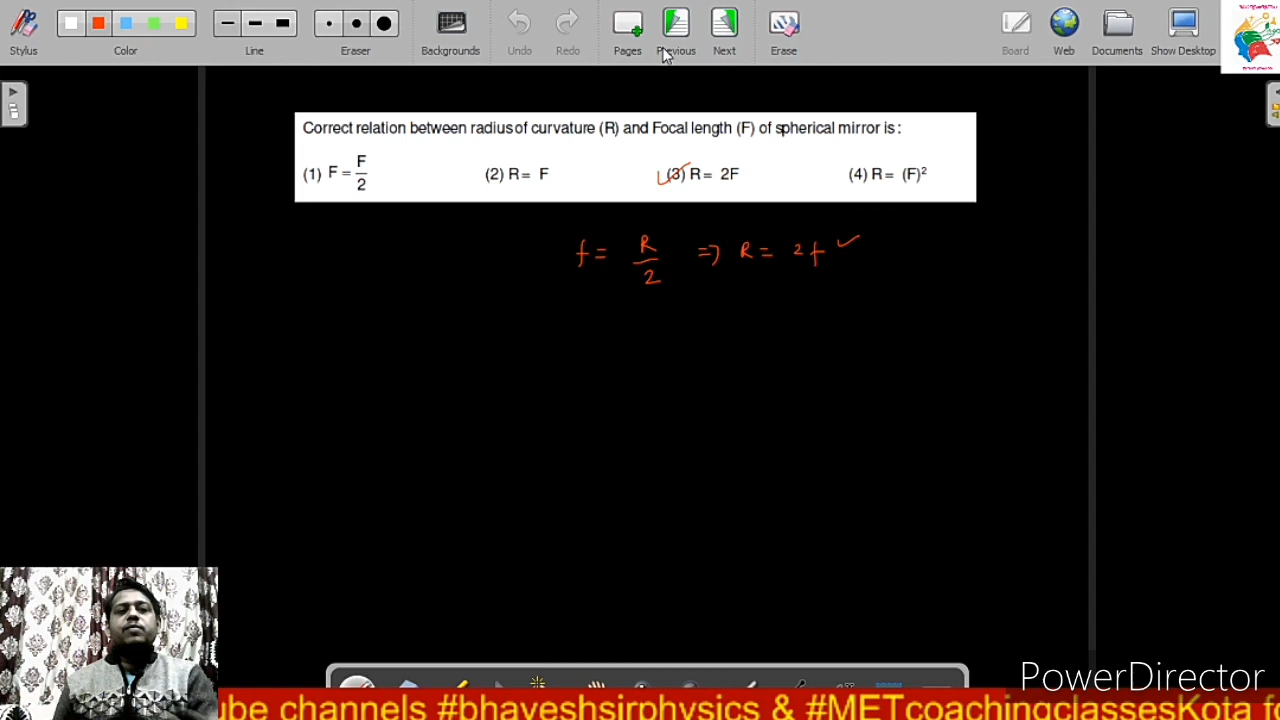 Stylus
Color
Line
Eraser
Backgrounds
Undo
Redo
Pages
Previous
Next
Erase
Board
Web
Documents
Show Desktop
Correct relation between radius of curvature (R) and Focal length (F) of spherical mirror is :
(1) F = F/2 (2) R = F (3) R = 2F (4) R = (F)²
f = R/2 => R = 2f ✓
PowerDirector
ube channels #bhaveshsirphysics & #METcoachingclassesKota fo